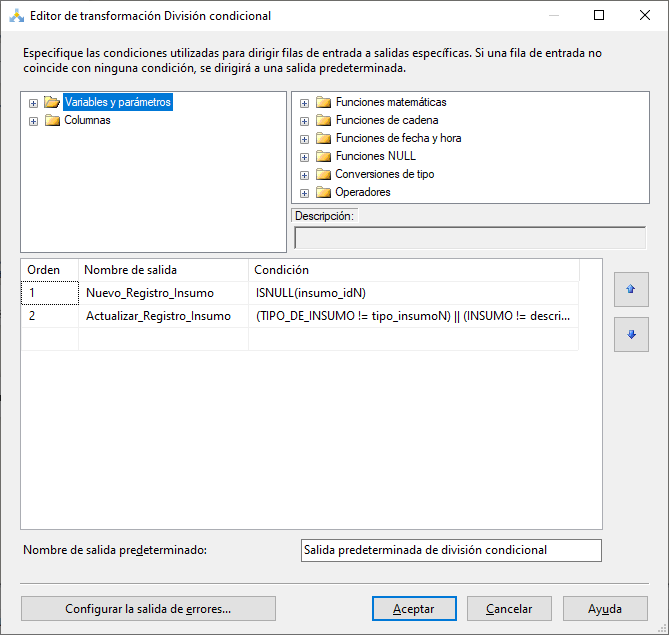 Editor de transformación División condicional
Especifique las condiciones utilizadas para dirigir filas de entrada a salidas específicas. Si una fila de entrada no
coincide con ninguna condición, se dirigirá a una salida predeterminada.
Variables y parámetros
Columnas
Funciones matemáticas
Funciones de cadena
Funciones de fecha y hora
Funciones NULL
Conversiones de tipo
Operadores
Descripción:
Orden Nombre de salida Condición
1 Nuevo_Registro_Insumo ISNULL(insumo_idN)
2 Actualizar_Registro_Insumo (TIPO_DE_INSUMO != tipo_insumoN) || (INSUMO != descri...
Nombre de salida predeterminado: Salida predeterminada de división condicional
Configurar la salida de errores... Aceptar Cancelar Ayuda